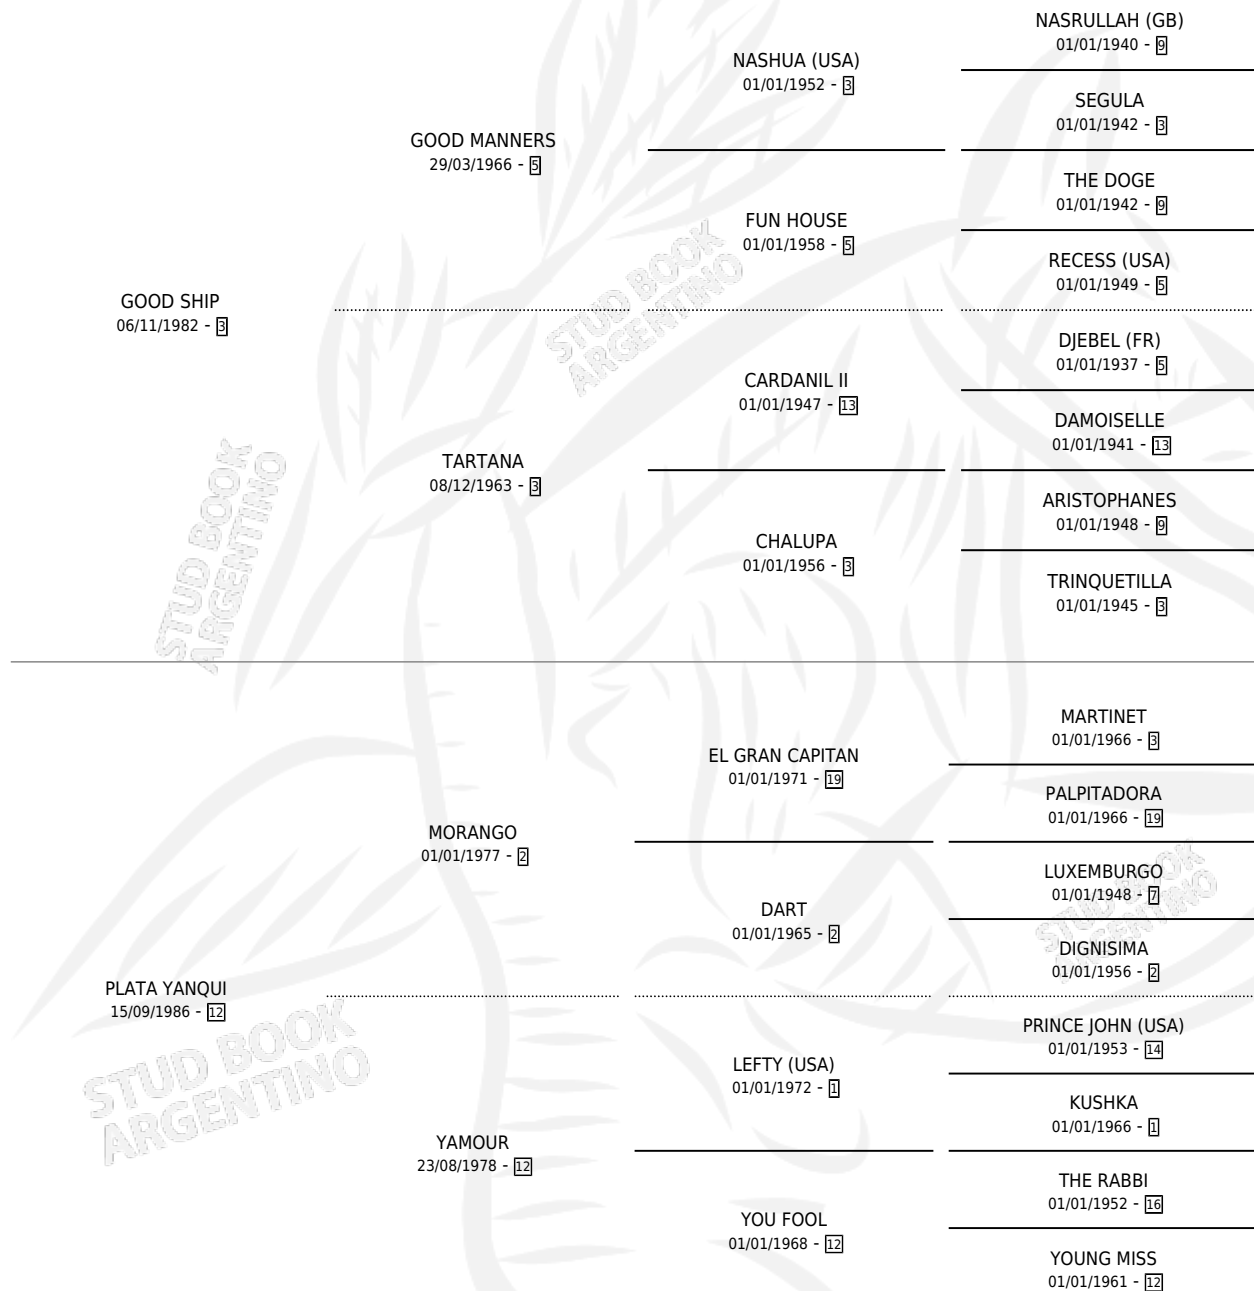 NASRULLAH (GB)
01/01/1940 - 9
NASHUA (USA)
01/01/1952 - 3
SEGULA
01/01/1942 - 3
GOOD MANNERS
29/03/1966 - 5
THE DOGE
01/01/1942 - 9
FUN HOUSE
01/01/1958 - 5
RECESS (USA)
01/01/1949 - 5
GOOD SHIP
06/11/1982 - 3
DJEBEL (FR)
01/01/1937 - 5
CARDANIL II
01/01/1947 - 13
DAMOISELLE
01/01/1941 - 13
TARTANA
08/12/1963 - 3
ARISTOPHANES
01/01/1948 - 9
CHALUPA
01/01/1956 - 3
TRINQUETILLA
01/01/1945 - 3
MARTINET
01/01/1966 - 3
EL GRAN CAPITAN
01/01/1971 - 19
PALPITADORA
01/01/1966 - 19
MORANGO
01/01/1977 - 2
LUXEMBURGO
01/01/1948 - 7
DART
01/01/1965 - 2
DIGNISIMA
01/01/1956 - 2
PLATA YANQUI
15/09/1986 - 12
PRINCE JOHN (USA)
01/01/1953 - 14
LEFTY (USA)
01/01/1972 - 1
KUSHKA
01/01/1966 - 1
YAMOUR
23/08/1978 - 12
THE RABBI
01/01/1952 - 16
YOU FOOL
01/01/1968 - 12
YOUNG MISS
01/01/1961 - 12
STUD BOOK
ARGENTINO
STUD BOOK
ARGENTINO
STUD BOOK
ARGENTINO
STUD BOOK
ARGENTINO